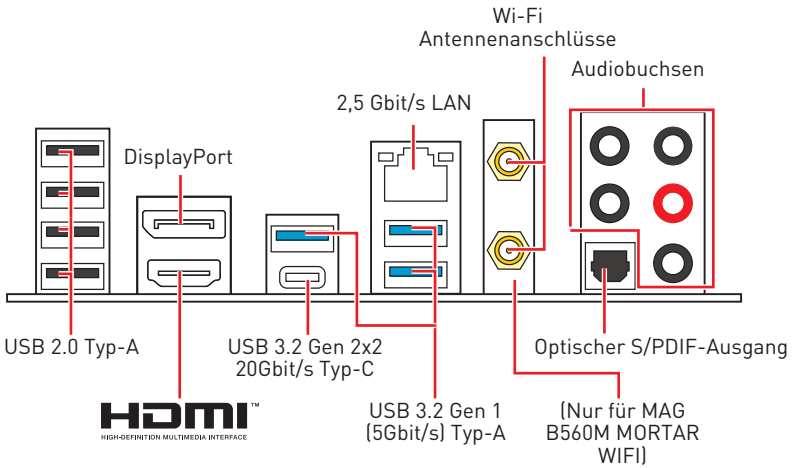 Wi-Fi
Antennenanschlüsse
Audiobuchsen
2,5 Gbit/s LAN
DisplayPort
USB 2.0 Typ-A
USB 3.2 Gen 2x2
20Gbit/s Typ-C
Optischer S/PDIF-Ausgang
HDMI™
HIGH-DEFINITION MULTIMEDIA INTERFACE
USB 3.2 Gen 1
(5Gbit/s) Typ-A
(Nur für MAG
B560M MORTAR
WIFI)